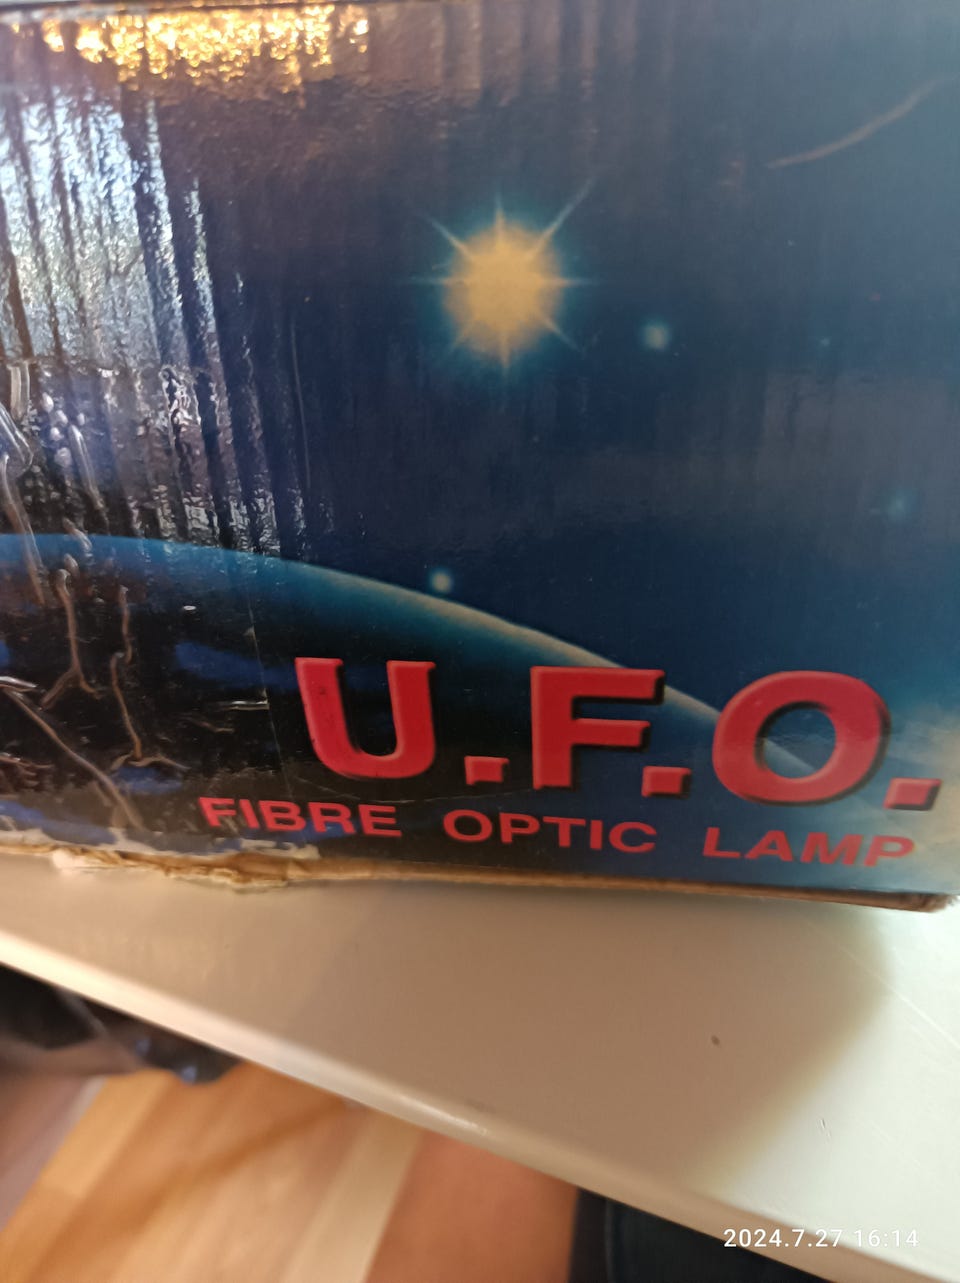 U.F.O.
FIBRE OPTIC LAMP
2024.7.27 16:14